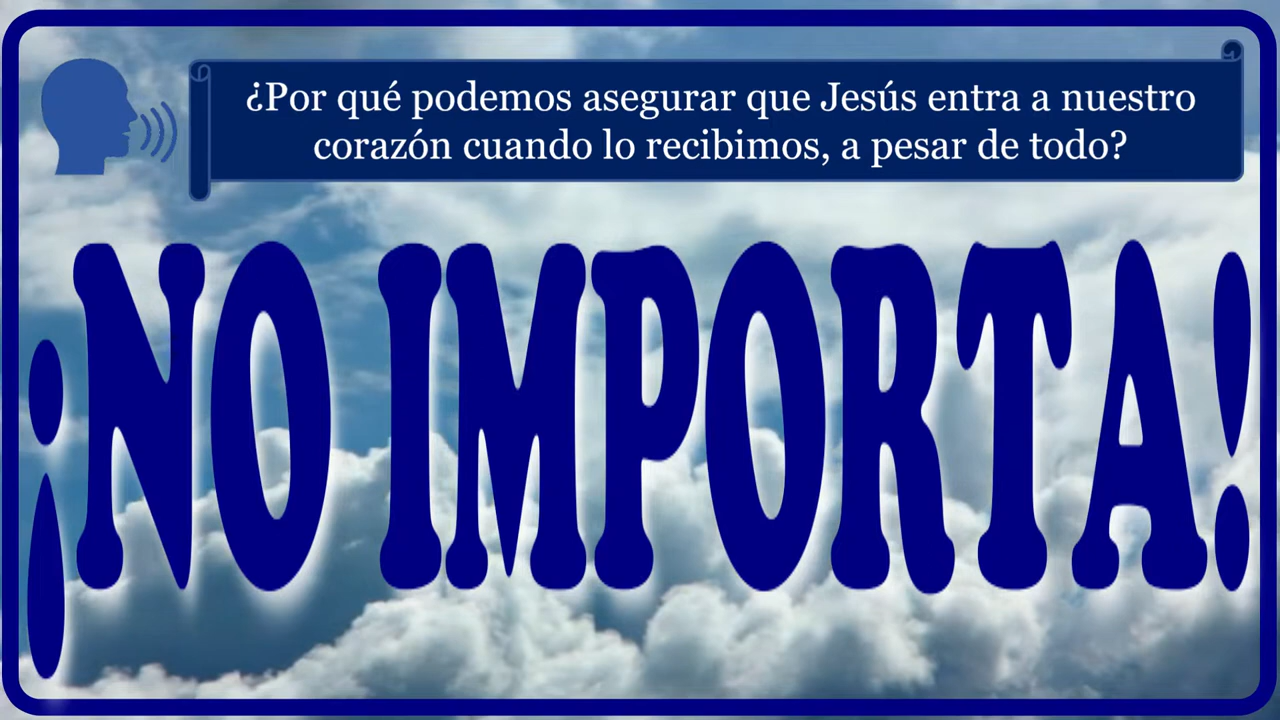 ¿Por qué podemos asegurar que Jesús entra a nuestro
corazón cuando lo recibimos, a pesar de todo?
¡NO IMPORTA!